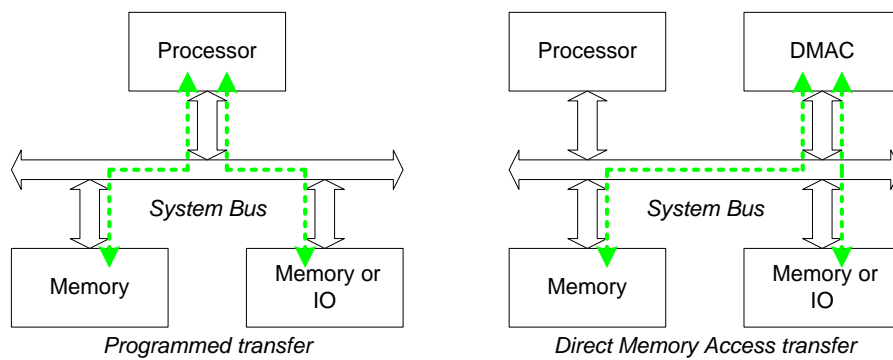 Processor
System Bus
Memory
Memory or
IO
Programmed transfer
Processor
DMAC
System Bus
Memory
Memory or
IO
Direct Memory Access transfer